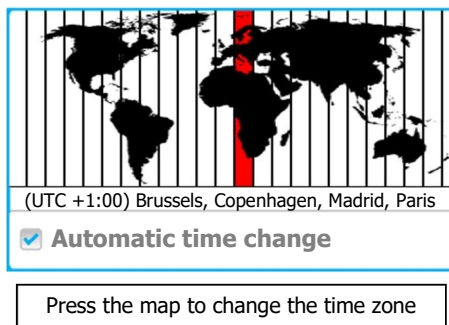 (UTC +1:00) Brussels, Copenhagen, Madrid, Paris
Automatic time change
Press the map to change the time zone